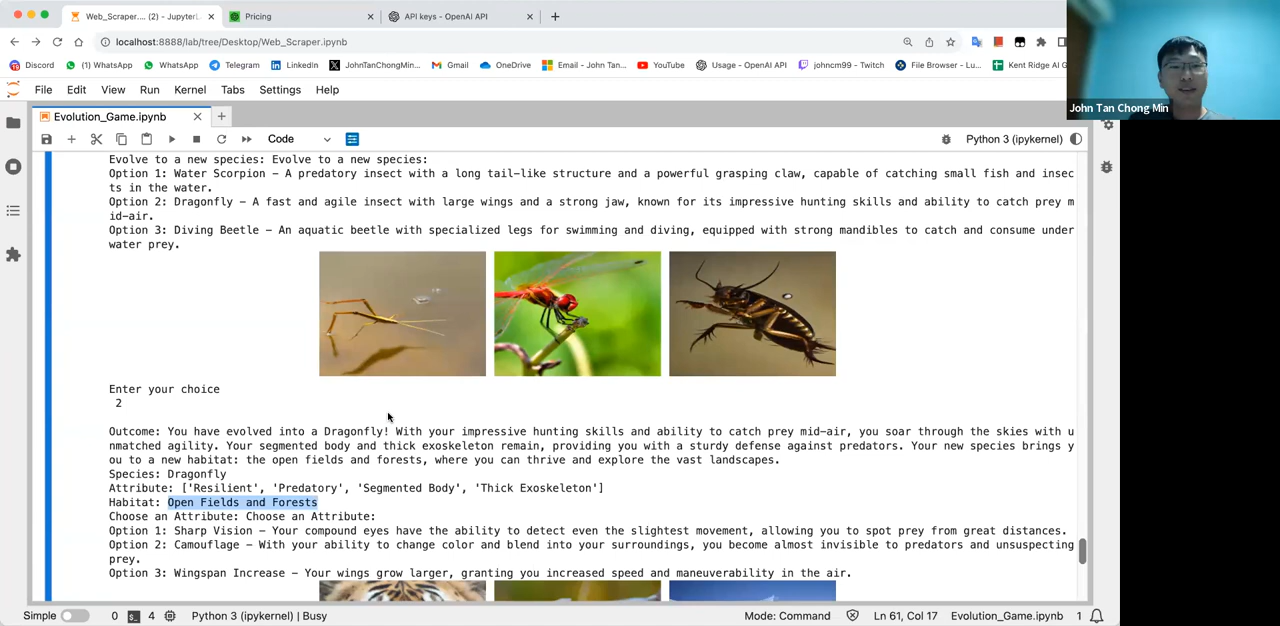 Web_Scraper.... (2) - JupyterL
Pricing
API keys - OpenAI API
localhost:8888/lab/tree/Desktop/Web_Scraper.ipynb
Discord
(1) WhatsApp
WhatsApp
Telegram
LinkedIn
JohnTanChongMin...
Gmail
OneDrive
Email - John Tan...
YouTube
Usage - OpenAI API
johncm99 - Twitch
File Browser - Lu...
Kent Ridge AI G
John Tan Chong Min
File Edit View Run Kernel Tabs Settings Help
Evolution_Game.ipynb
Code
Python 3 (ipykernel)
Evolve to a new species: Evolve to a new species:
Option 1: Water Scorpion - A predatory insect with a long tail-like structure and a powerful grasping claw, capable of catching small fish and insec
ts in the water.
Option 2: Dragonfly - A fast and agile insect with large wings and a strong jaw, known for its impressive hunting skills and ability to catch prey m
id-air.
Option 3: Diving Beetle - An aquatic beetle with specialized legs for swimming and diving, equipped with strong mandibles to catch and consume under
water prey.
Enter your choice
2
Outcome: You have evolved into a Dragonfly! With your impressive hunting skills and ability to catch prey mid-air, you soar through the skies with u
nmatched agility. Your segmented body and thick exoskeleton remain, providing you with a sturdy defense against predators. Your new species brings y
ou to a new habitat: the open fields and forests, where you can thrive and explore the vast landscapes.
Species: Dragonfly
Attribute: ['Resilient', 'Predatory', 'Segmented Body', 'Thick Exoskeleton']
Habitat: Open Fields and Forests
Choose an Attribute: Choose an Attribute:
Option 1: Sharp Vision - Your compound eyes have the ability to detect even the slightest movement, allowing you to spot prey from great distances.
Option 2: Camouflage - With your ability to change color and blend into your surroundings, you become almost invisible to predators and unsuspecting
prey.
Option 3: Wingspan Increase - Your wings grow larger, granting you increased speed and maneuverability in the air.
Simple
0
4
Python 3 (ipykernel) | Busy
Mode: Command
Ln 61, Col 17
Evolution_Game.ipynb
1